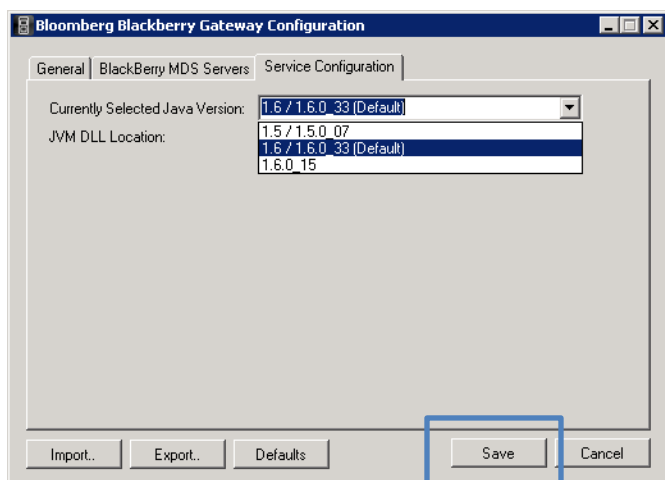 Bloomberg Blackberry Gateway Configuration
General BlackBerry MDS Servers Service Configuration
Currently Selected Java Version: 1.6 / 1.6.0_33 (Default)
JVM DLL Location: 1.5 / 1.5.0_07
1.6 / 1.6.0_33 (Default)
1.6.0_15
Import.. Export.. Defaults Save Cancel